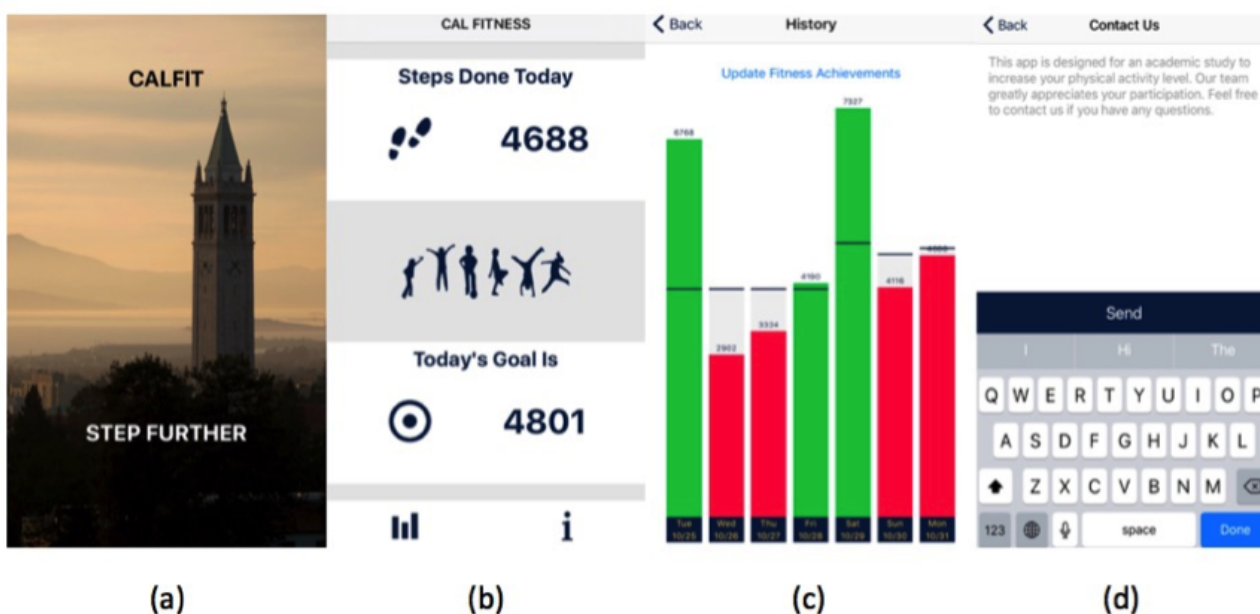 CALFIT
STEP FURTHER
(a)
CAL FITNESS
Steps Done Today
4688
Today's Goal Is
4801
i
(b)
Back
History
Update Fitness Achievements
6768
2902
3334
4190
7327
4116
Tue
10/25
Wed
10/26
Thu
10/27
Fri
10/28
Sat
10/29
Sun
10/30
Mon
10/31
(c)
Back
Contact Us
This app is designed for an academic study to
increase your physical activity level. Our team
greatly appreciates your participation. Feel free
to contact us if you have any questions.
Send
I Hi The
Q W E R T Y U I O P
A S D F G H J K L
Z X C V B N M
123 space Done
(d)